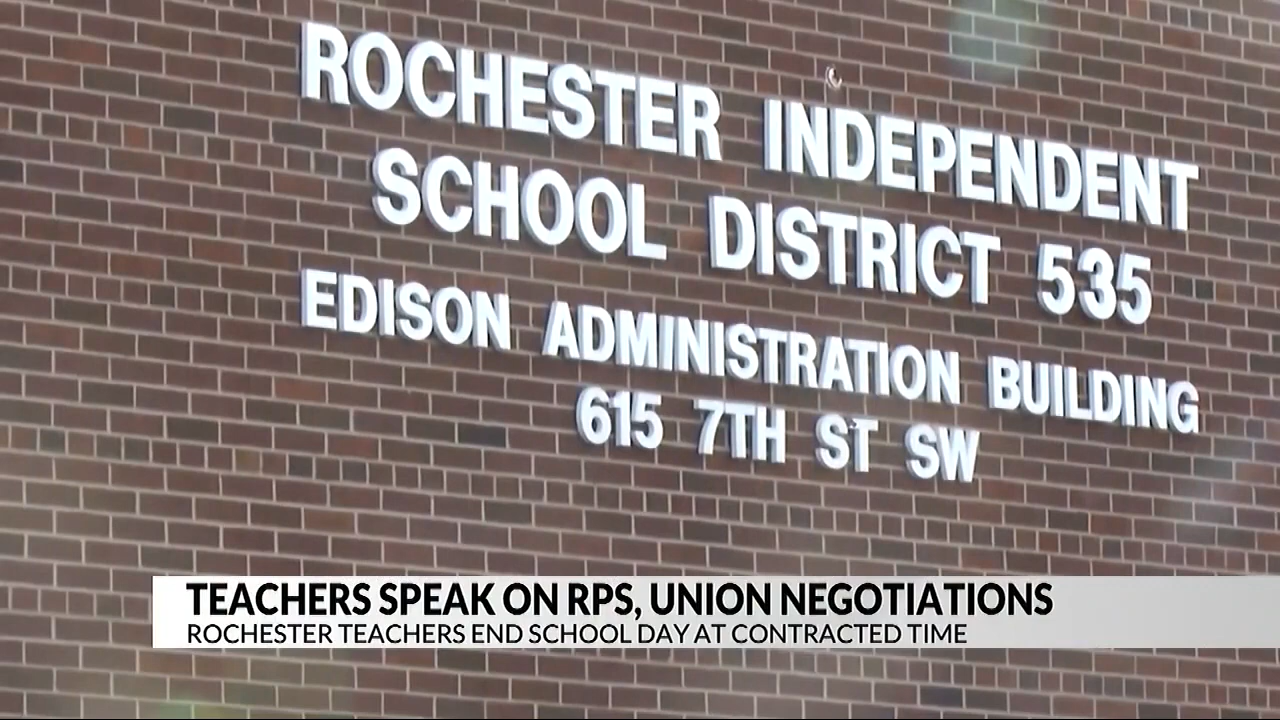 ROCHESTER INDEPENDENT
SCHOOL DISTRICT 535
EDISON ADMINISTRATION BUILDING
615 7TH ST SW
TEACHERS SPEAK ON RPS, UNION NEGOTIATIONS
ROCHESTER TEACHERS END SCHOOL DAY AT CONTRACTED TIME